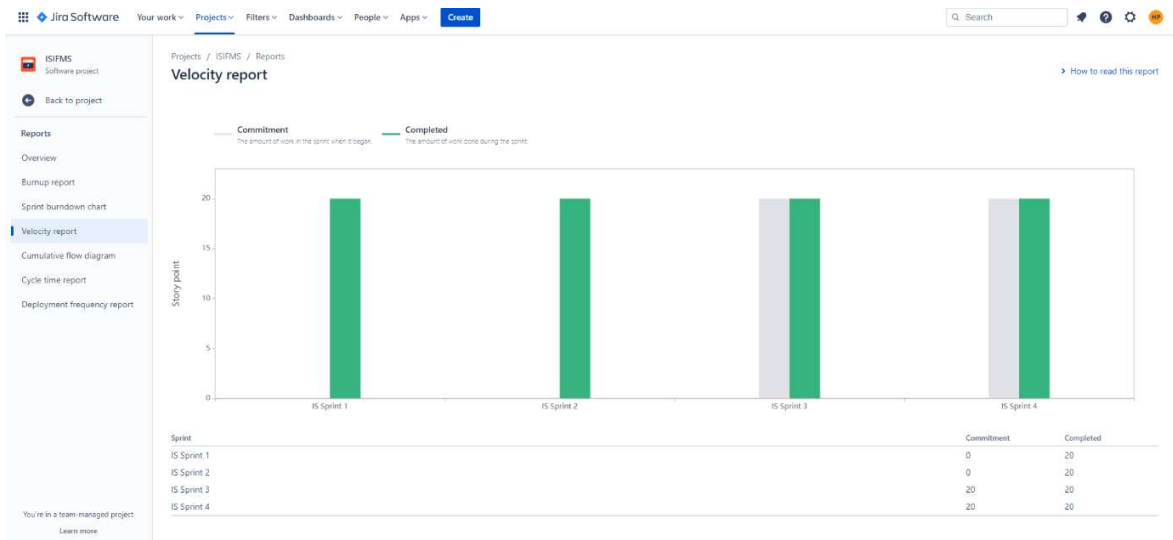 Jira Software Your work Projects Filters Dashboards People Apps Create Search HP
ISIFMS
Software project
Back to project
Reports
Overview
Burnup report
Sprint burndown chart
Velocity report
Cumulative flow diagram
Cycle time report
Deployment frequency report
You're in a team-managed project
Learn more
Projects / ISIFMS / Reports
Velocity report
How to read this report
Commitment
The amount of work in the sprint when it began.
Completed
The amount of work done during the sprint.
Story point
20
15
10
5
0
IS Sprint 1 IS Sprint 2 IS Sprint 3 IS Sprint 4
Sprint Commitment Completed
IS Sprint 1 0 20
IS Sprint 2 0 20
IS Sprint 3 20 20
IS Sprint 4 20 20